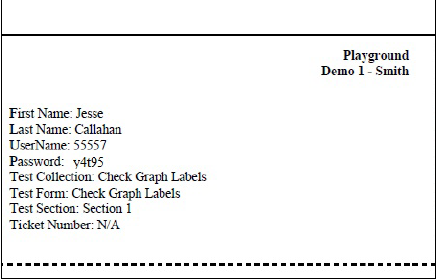 Playground
Demo 1 - Smith
First Name: Jesse
Last Name: Callahan
UserName: 55557
Password: y4t95
Test Collection: Check Graph Labels
Test Form: Check Graph Labels
Test Section: Section 1
Ticket Number: N/A